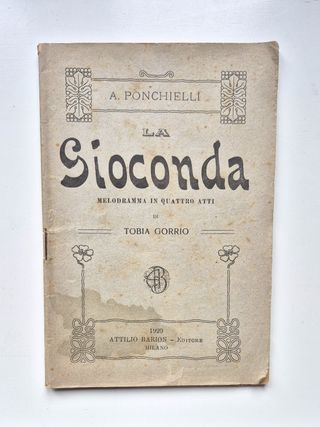 A. PONCHIELLI
LA
Gioconda
MELODRAMMA IN QUATTRO ATTI
DI
TOBIA GORRIO
1920
ATTILIO BARION - EDITORE
MILANO